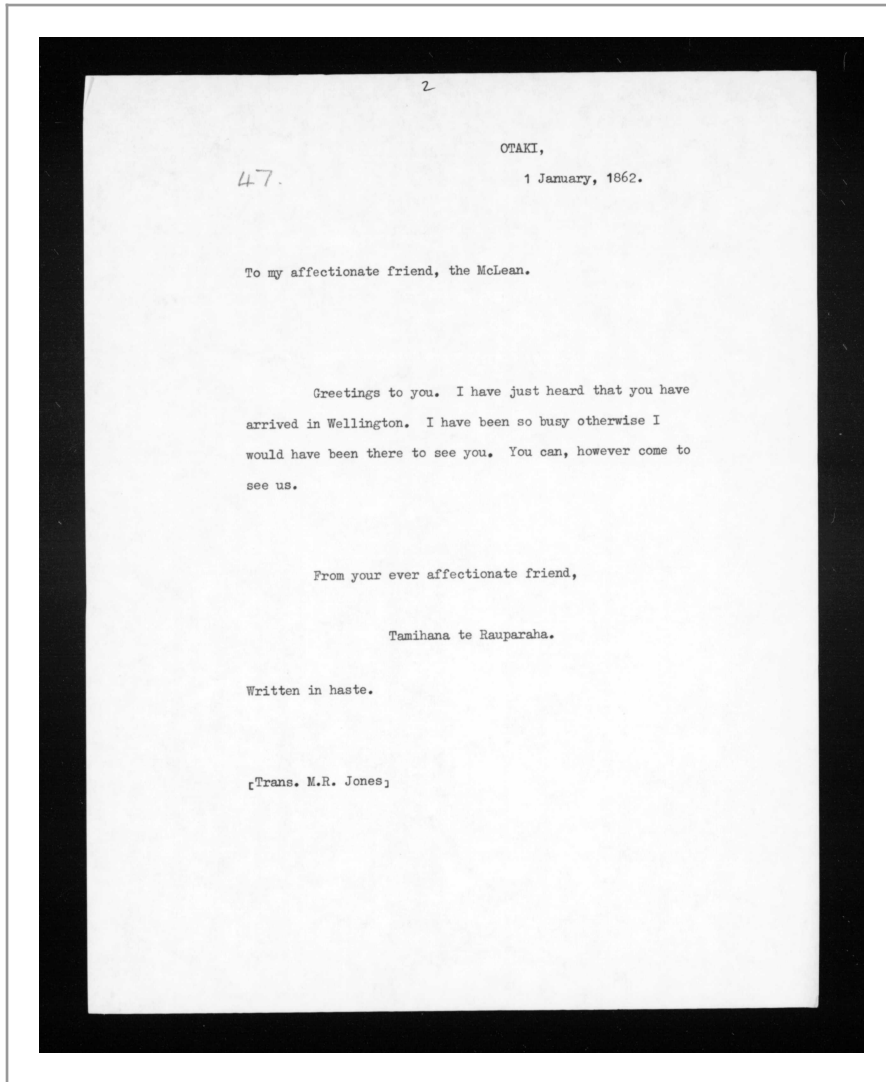 2
OTAKI,
47.
1 January, 1862.
To my affectionate friend, the McLean.
Greetings to you. I have just heard that you have
arrived in Wellington. I have been so busy otherwise I
would have been there to see you. You can, however come to
see us.
From your ever affectionate friend,
Tamihana te Rauparaha.
Written in haste.
[Trans. M.R. Jones]